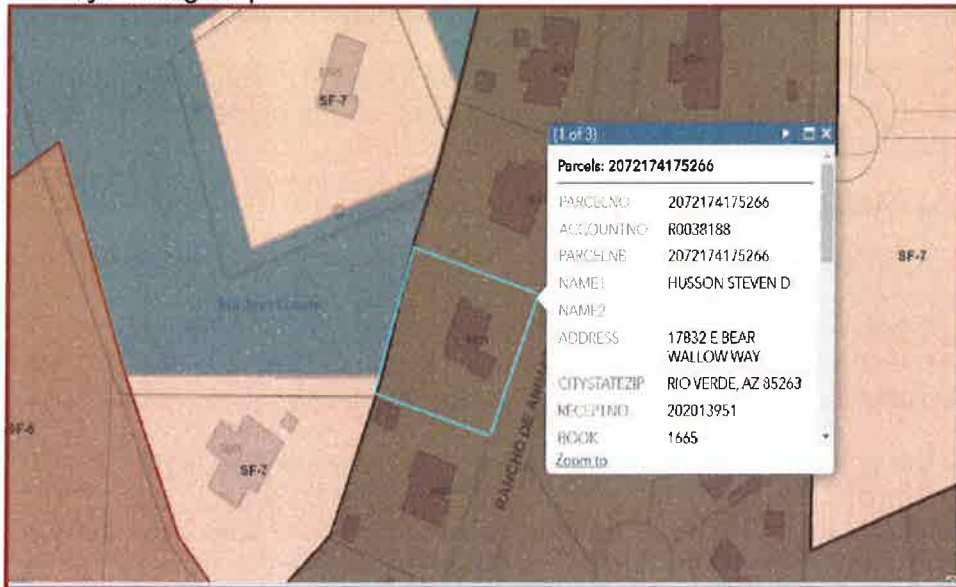 SF-7
(1 of 3)
Parcels: 2072174175266
PARCELNO 2072174175266
ACCOUNTNO R0038188
PARCELNB 2072174175266
NAME1 HUSSON STEVEN D
NAME2
ADDRESS 17832 E BEAR
WALLOW WAY
CITYSTATEZIP RIO VERDE, AZ 85263
RECEPTNO 202013951
BOOK 1665
Zoom to
SF-7
SF-6
SF-7
RANCHO DE